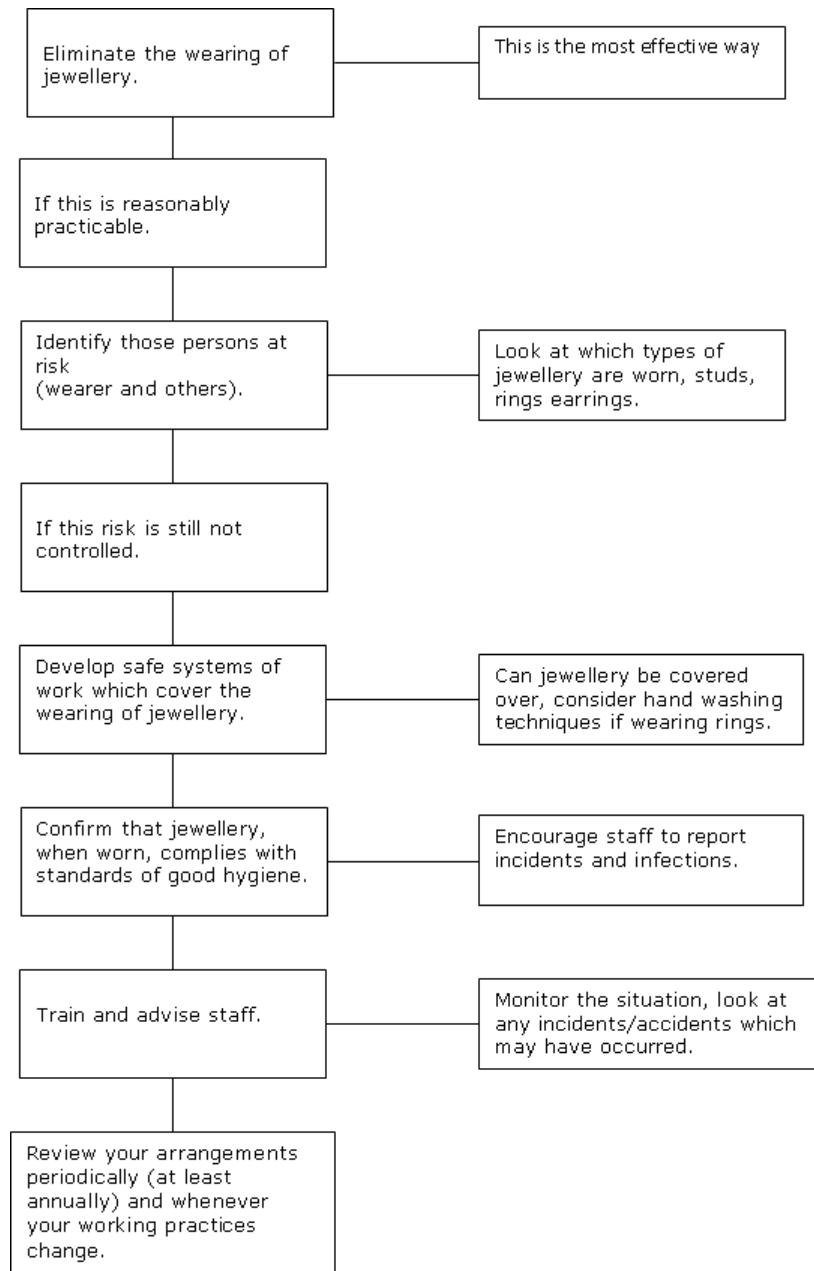 Eliminate the wearing of
jewellery.
This is the most effective way
If this is reasonably
practicable.
Identify those persons at
risk
(wearer and others).
Look at which types of
jewellery are worn, studs,
rings earrings.
If this risk is still not
controlled.
Develop safe systems of
work which cover the
wearing of jewellery.
Can jewellery be covered
over, consider hand washing
techniques if wearing rings.
Confirm that jewellery,
when worn, complies with
standards of good hygiene.
Encourage staff to report
incidents and infections.
Train and advise staff.
Monitor the situation, look at
any incidents/accidents which
may have occurred.
Review your arrangements
periodically (at least
annually) and whenever
your working practices
change.